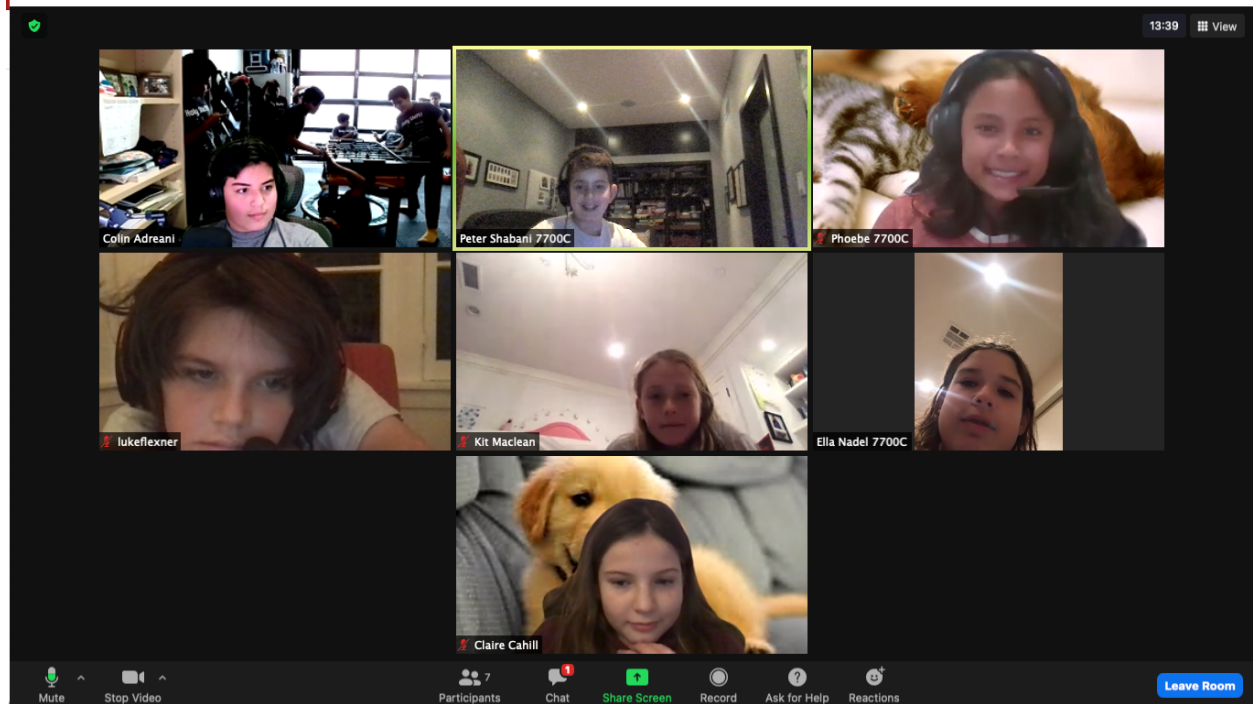 13:39 View
Colin Adreani
Peter Shabani 7700C
Phoebe 7700C
lukeflexner
Kit Maclean
Ella Nadel 7700C
Claire Cahill
Mute
Stop Video
7
Participants
1
Chat
Share Screen
Record
Ask for Help
Reactions
Leave Room